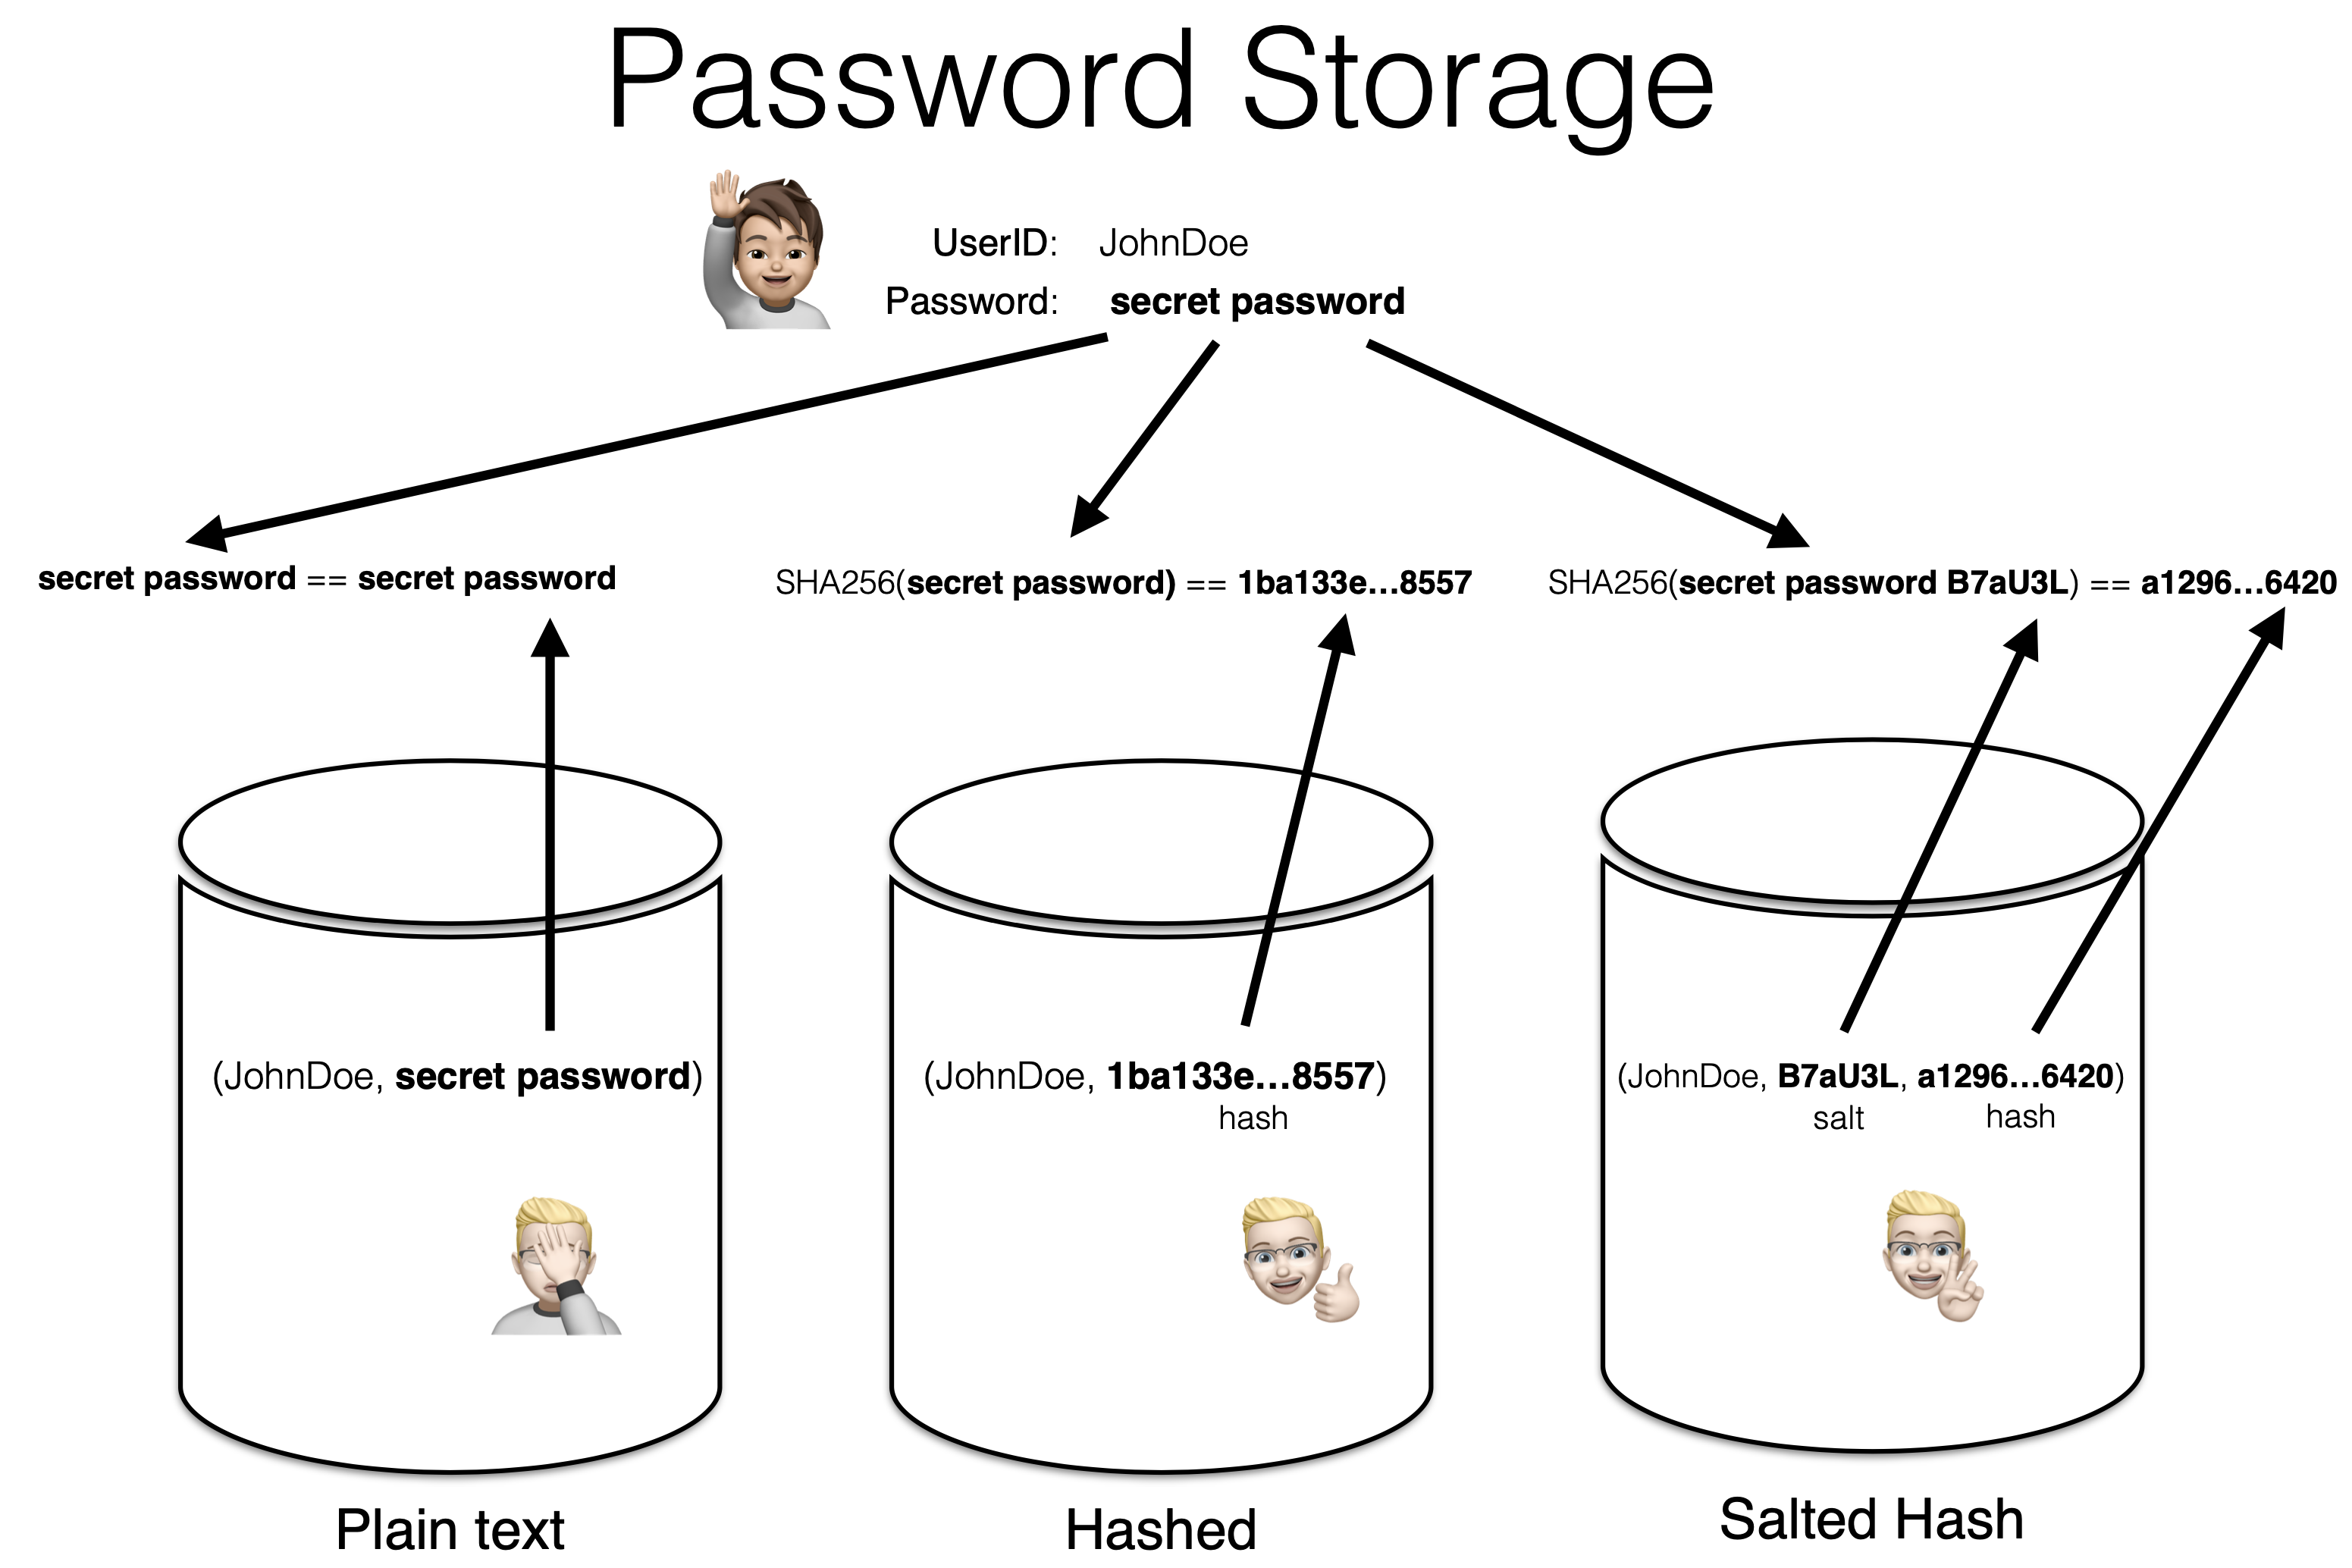 Password Storage
UserID: JohnDoe
Password: secret password
secret password == secret password
SHA256(secret password) == 1ba133e...8557
SHA256(secret password B7aU3L) == a1296...6420
(JohnDoe, secret password)
(JohnDoe, 1ba133e...8557)
hash
(JohnDoe, B7aU3L, a1296...6420)
salt hash
Plain text
Hashed
Salted Hash